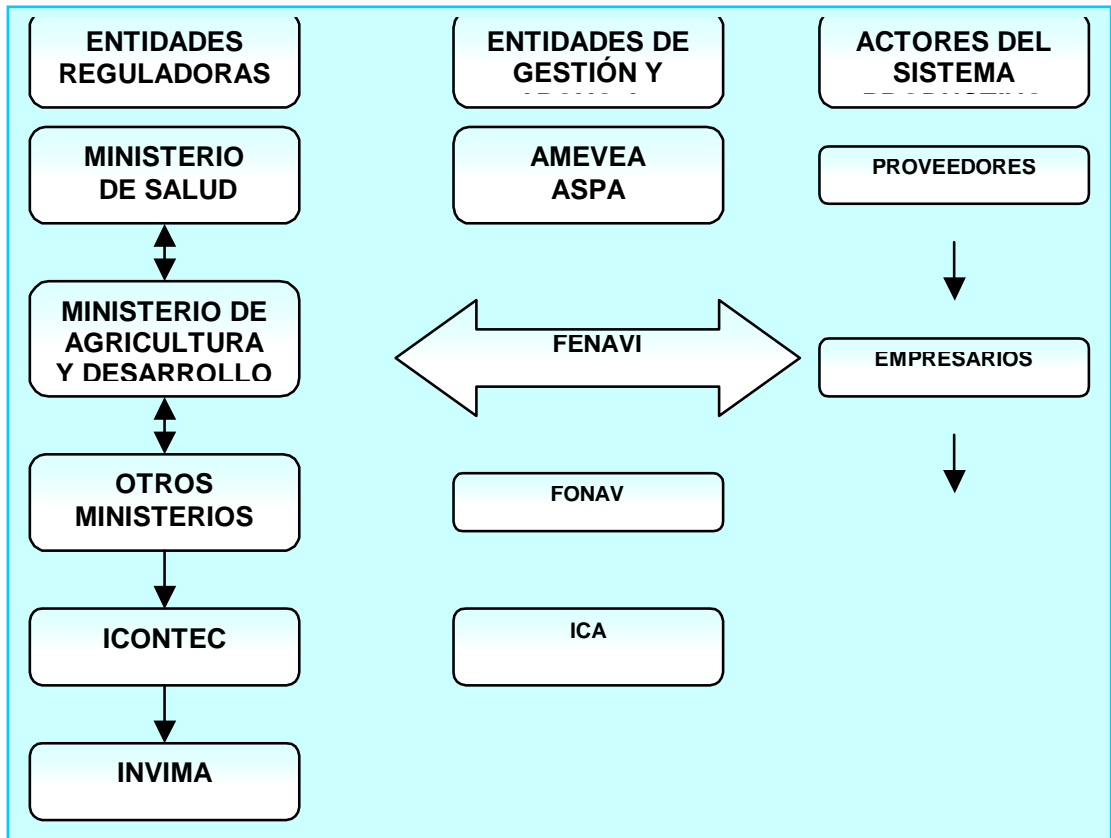 ENTIDADES
REGULADORAS
ENTIDADES DE
GESTIÓN Y
ACTORES DEL
SISTEMA
MINISTERIO
DE SALUD
AMEVEA
ASPA
PROVEEDORES
MINISTERIO DE
AGRICULTURA
Y DESARROLLO
FENAVI
EMPRESARIOS
OTROS
MINISTERIOS
FONAV
ICONTEC
ICA
INVIMA